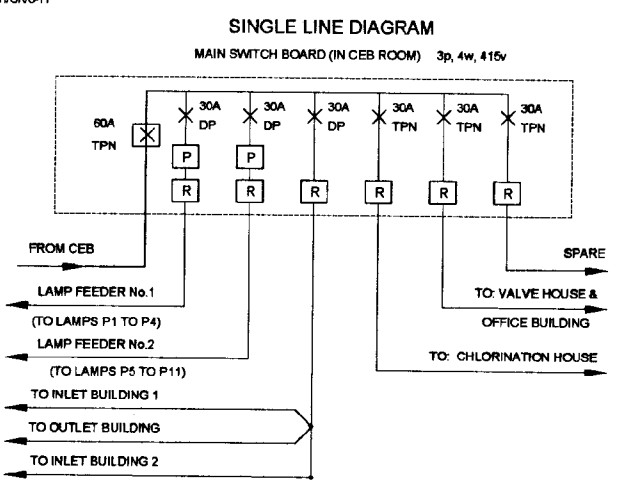 SINGLE LINE DIAGRAM
MAIN SWITCH BOARD (IN CEB ROOM) 3p, 4w, 415v
60A
TPN
30A
DP
30A
DP
30A
DP
30A
TPN
30A
TPN
30A
P
P
R
R
R
R
R
R
FROM CEB
SPARE
LAMP FEEDER No.1
(TO LAMPS P1 TO P4)
TO: VALVE HOUSE &
OFFICE BUILDING
LAMP FEEDER No.2
(TO LAMPS P5 TO P11)
TO: CHLORINATION HOUSE
TO INLET BUILDING 1
TO OUTLET BUILDING
TO INLET BUILDING 2